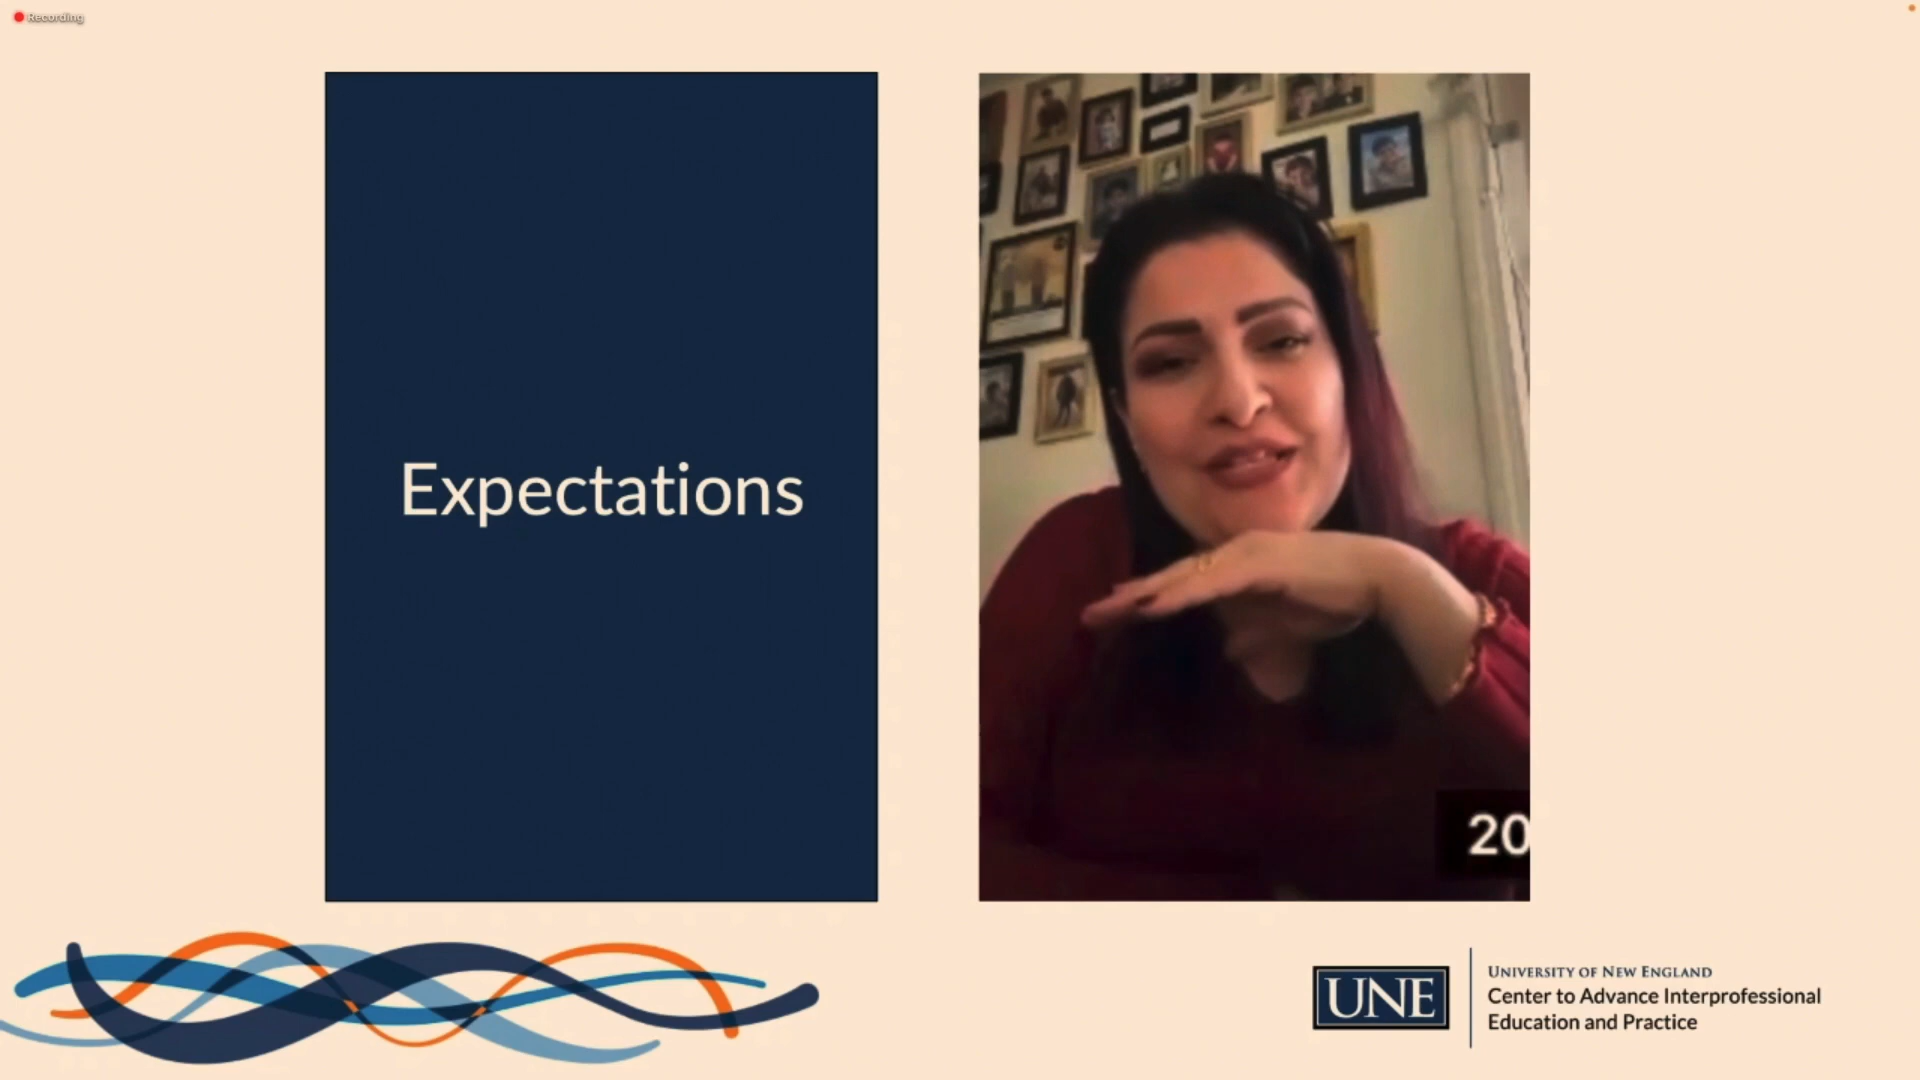 Recording
Expectations
20
UNE
UNIVERSITY OF NEW ENGLAND
Center to Advance Interprofessional
Education and Practice